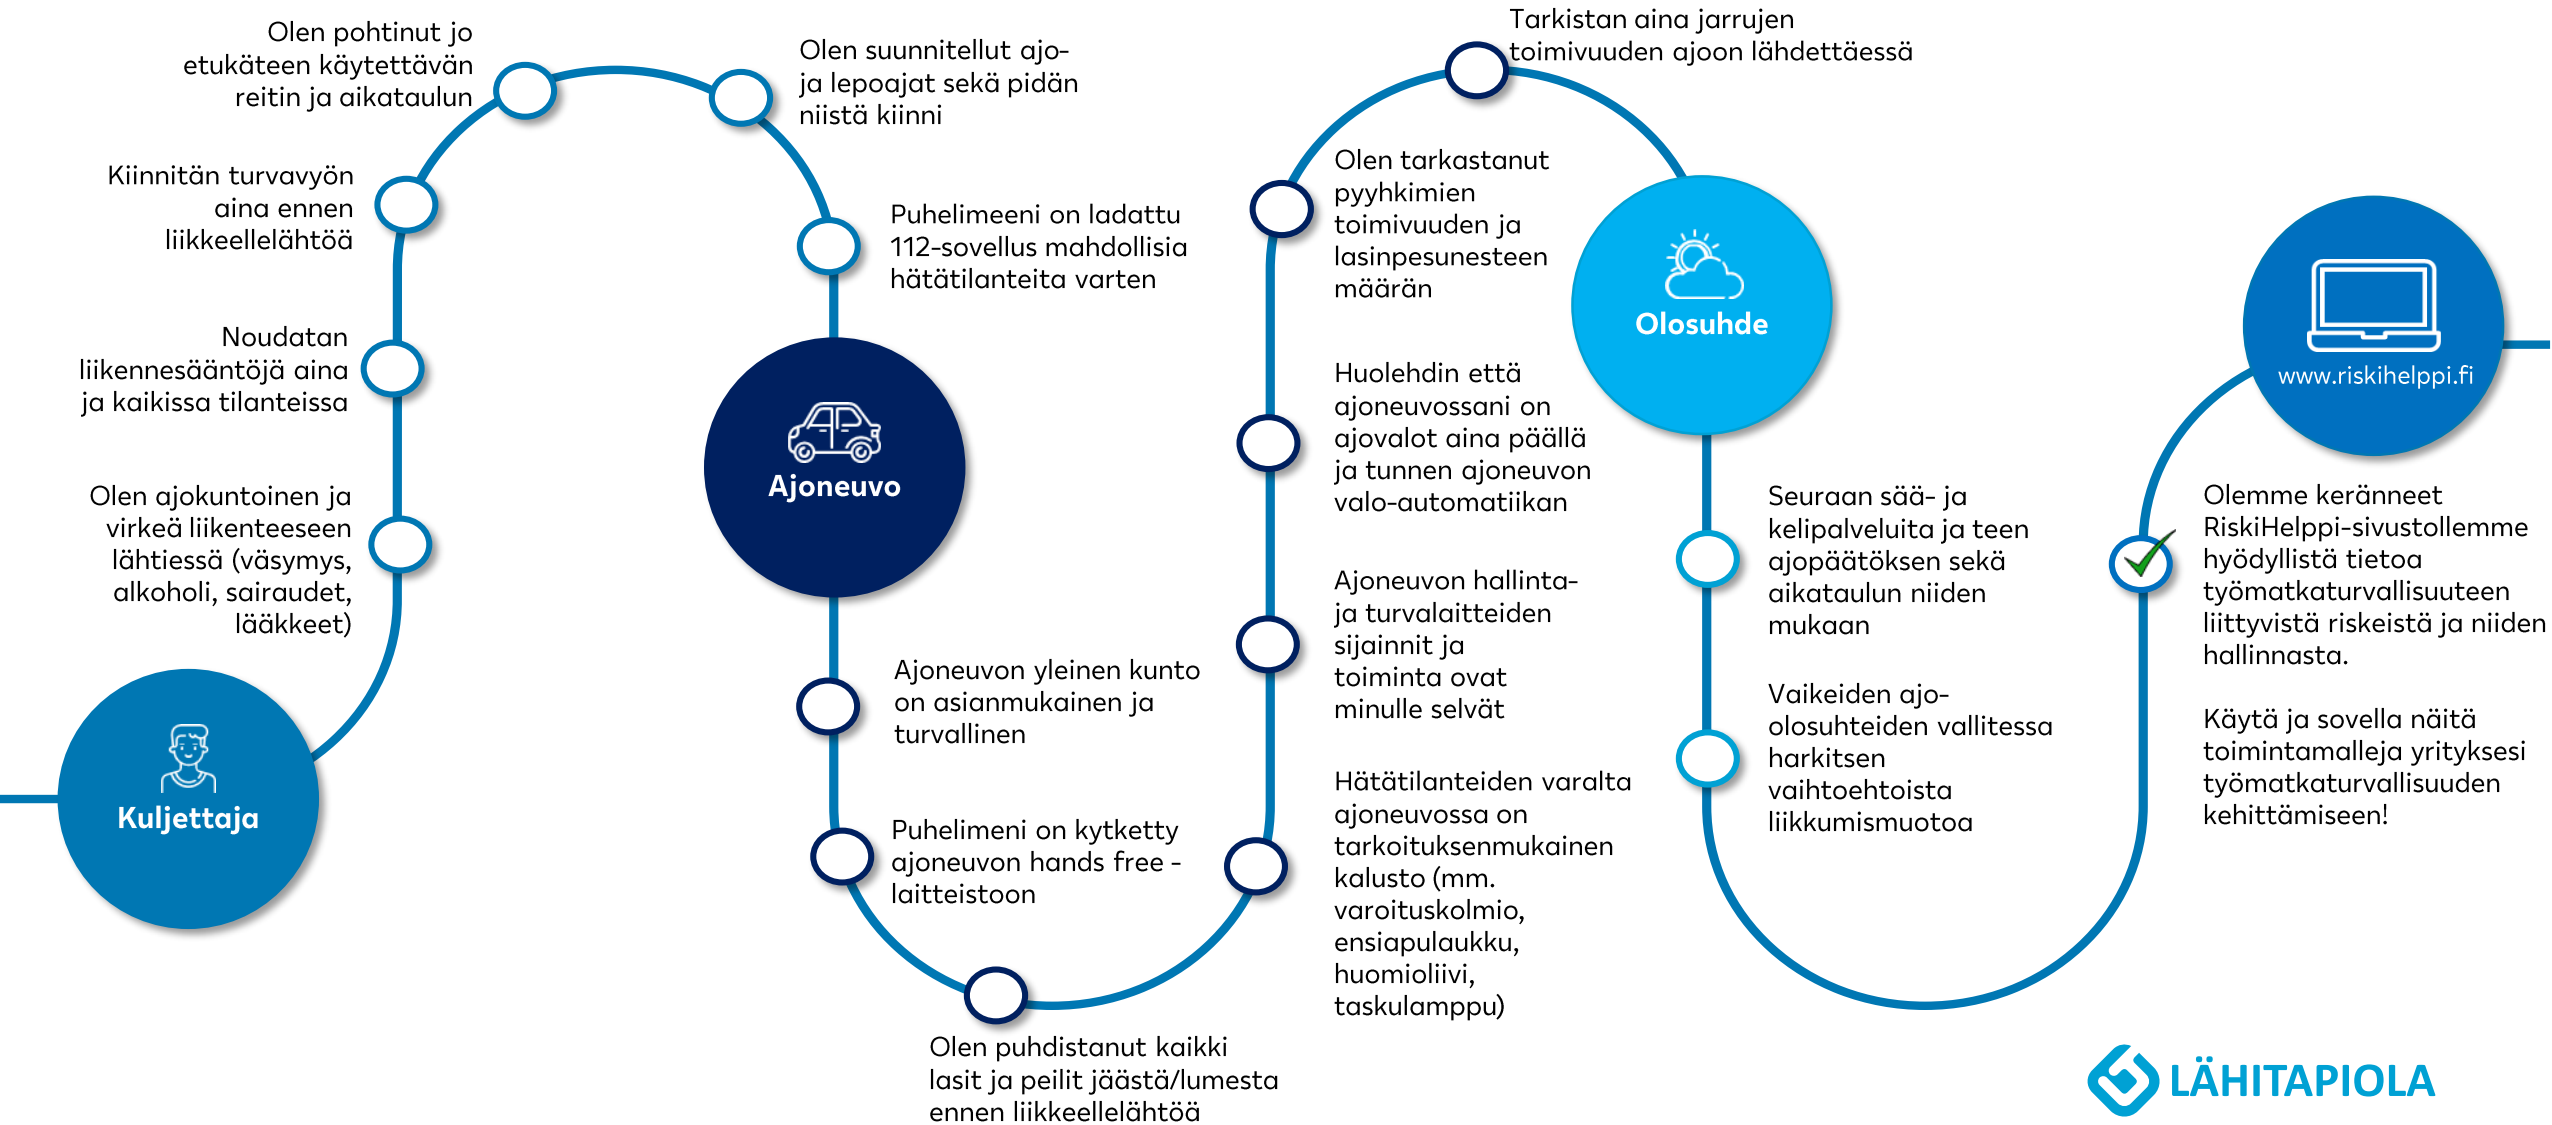 Kuljettaja
Olen ajokuntoinen ja
virkeä liikenteeseen
lähtiessä (väsymys,
alkoholi, sairaudet,
lääkkeet)
Noudatan
liikennesääntöjä aina
ja kaikissa tilanteissa
Kiinnitän turvavyön
aina ennen
liikkeellelähtöä
Olen pohtinut jo
etukäteen käytettävän
reitin ja aikataulun
Olen suunnitellut ajo-
ja lepoajat sekä pidän
niistä kiinni
Puhelimeeni on ladattu
112-sovellus mahdollisia
hätätilanteita varten
Ajoneuvo
Ajoneuvon yleinen kunto
on asianmukainen ja
turvallinen
Puhelimeni on kytketty
ajoneuvon hands free -
laitteistoon
Olen puhdistanut kaikki
lasit ja peilit jäästä/lumesta
ennen liikkeellelähtöä
Hätätilanteiden varalta
ajoneuvossa on
tarkoituksenmukainen
kalusto (mm.
varoituskolmio,
ensiapulaukku,
huomioliivi,
taskulamppu)
Ajoneuvon hallinta-
ja turvalaitteiden
sijainnit ja
toiminta ovat
minulle selvät
Huolehdin että
ajoneuvossani on
ajovalot aina päällä
ja tunnen ajoneuvon
valo-automatiikan
Olen tarkastanut
pyyhkimien
toimivuuden ja
lasinpesunesteen
määrän
Tarkistan aina jarrujen
toimivuuden ajoon lähdettäessä
Olosuhde
Seuraan sää- ja
kelipalveluita ja teen
ajopäätöksen sekä
aikataulun niiden
mukaan
Vaikeiden ajo-
olosuhteiden vallitessa
harkitsen
vaihtoehtoista
liikkumismuotoa
www.riskihelppi.fi
Olemme keränneet
RiskiHelppi-sivustollemme
hyödyllistä tietoa
työmatkaturvallisuuteen
liittyvistä riskeistä ja niiden
hallinnasta.
Käytä ja sovella näitä
toimintamalleja yrityksesi
työmatkaturvallisuuden
kehittämiseen!
LÄHITAPIOLA